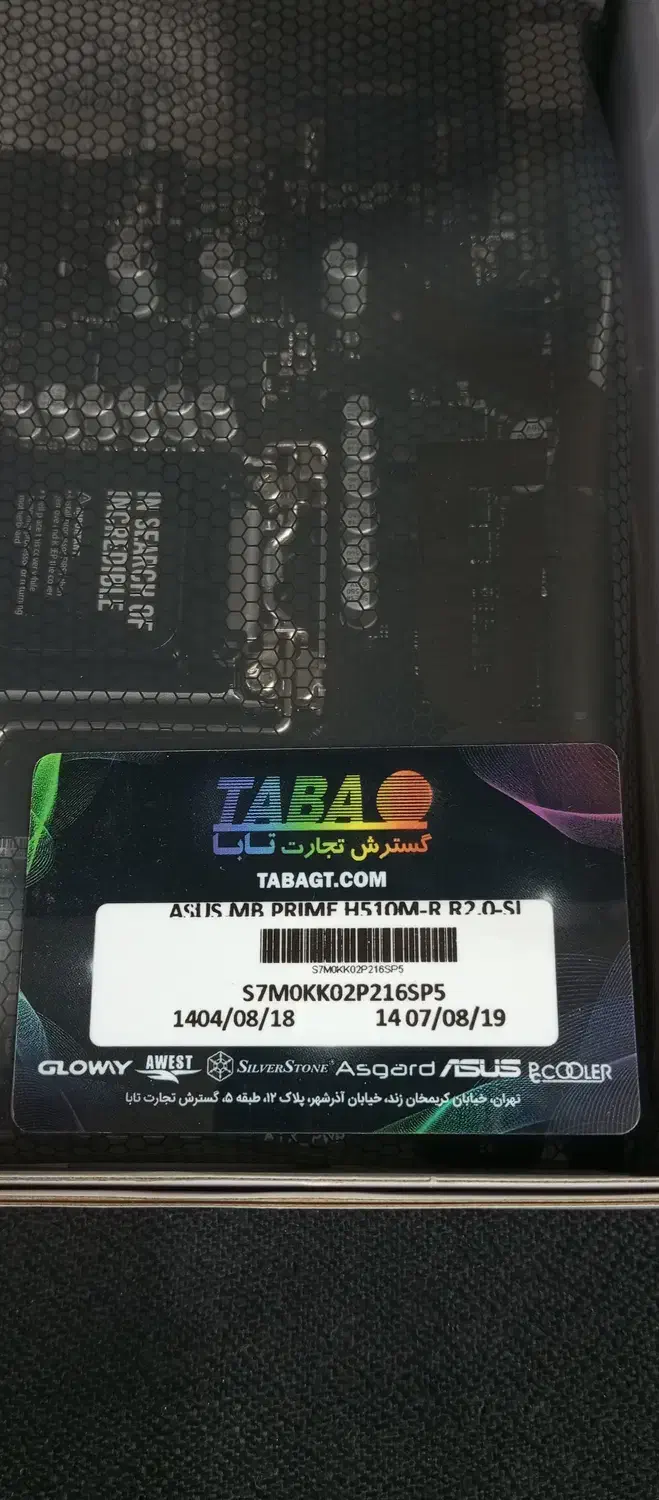 IN SEARCH OF
INCREDIBLE
TABA
گسترش تجارت تابا
TABAGT.COM
ASUS MB PRIME H510M-R R2.0-SI
S7M0KK02P216SP5
S7M0KK02P216SP5
1404/08/18 14 07/08/19
GLOWAY AWEST SILVERSTONE Asgard ASUS PCCOOLER
تهران، خیابان کریمخان زند، خیابان آذرشهر، پلاک ۱۲، طبقه ۵، گسترش تجارت تابا